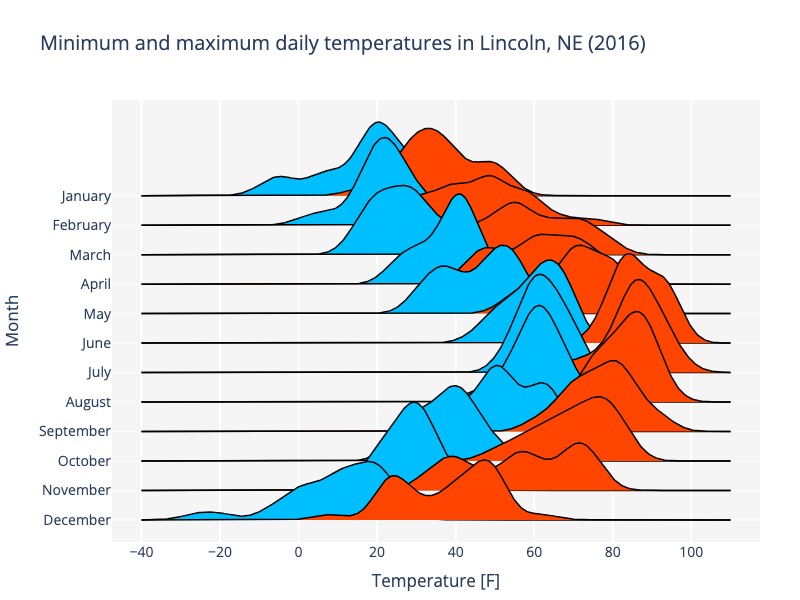 Minimum and maximum daily temperatures in Lincoln, NE (2016)
Month
January
February
March
April
May
June
July
August
September
October
November
December
−40 −20 0 20 40 60 80 100
Temperature [F]